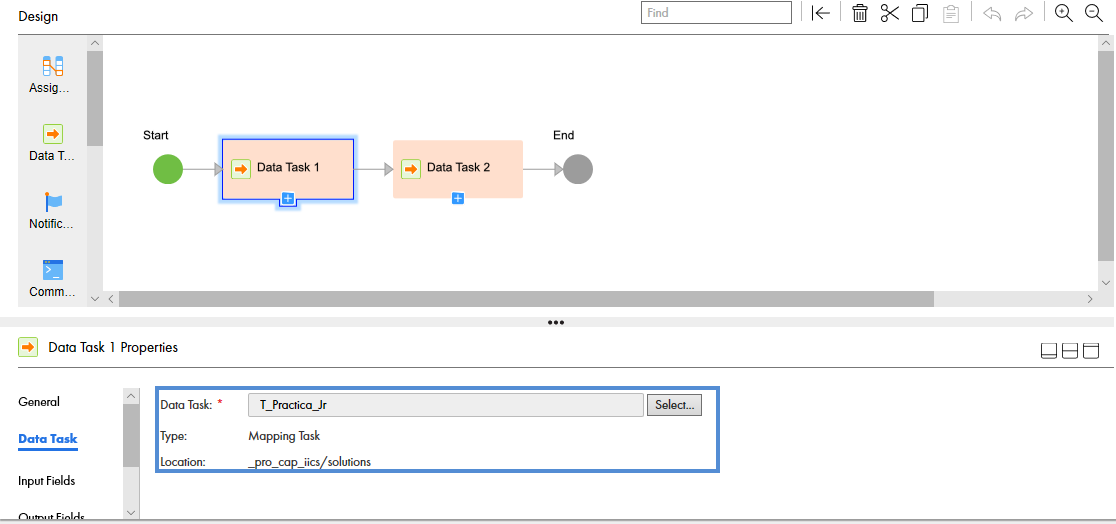 Design
Find
Assig...
Data T...
Notific...
Comm...
Start
Data Task 1
Data Task 2
End
Data Task 1 Properties
General
Data Task
Input Fields
Output Fields
Data Task: *
T_Practica_Jr
Select...
Type:
Mapping Task
Location:
_pro_cap_iics/solutions